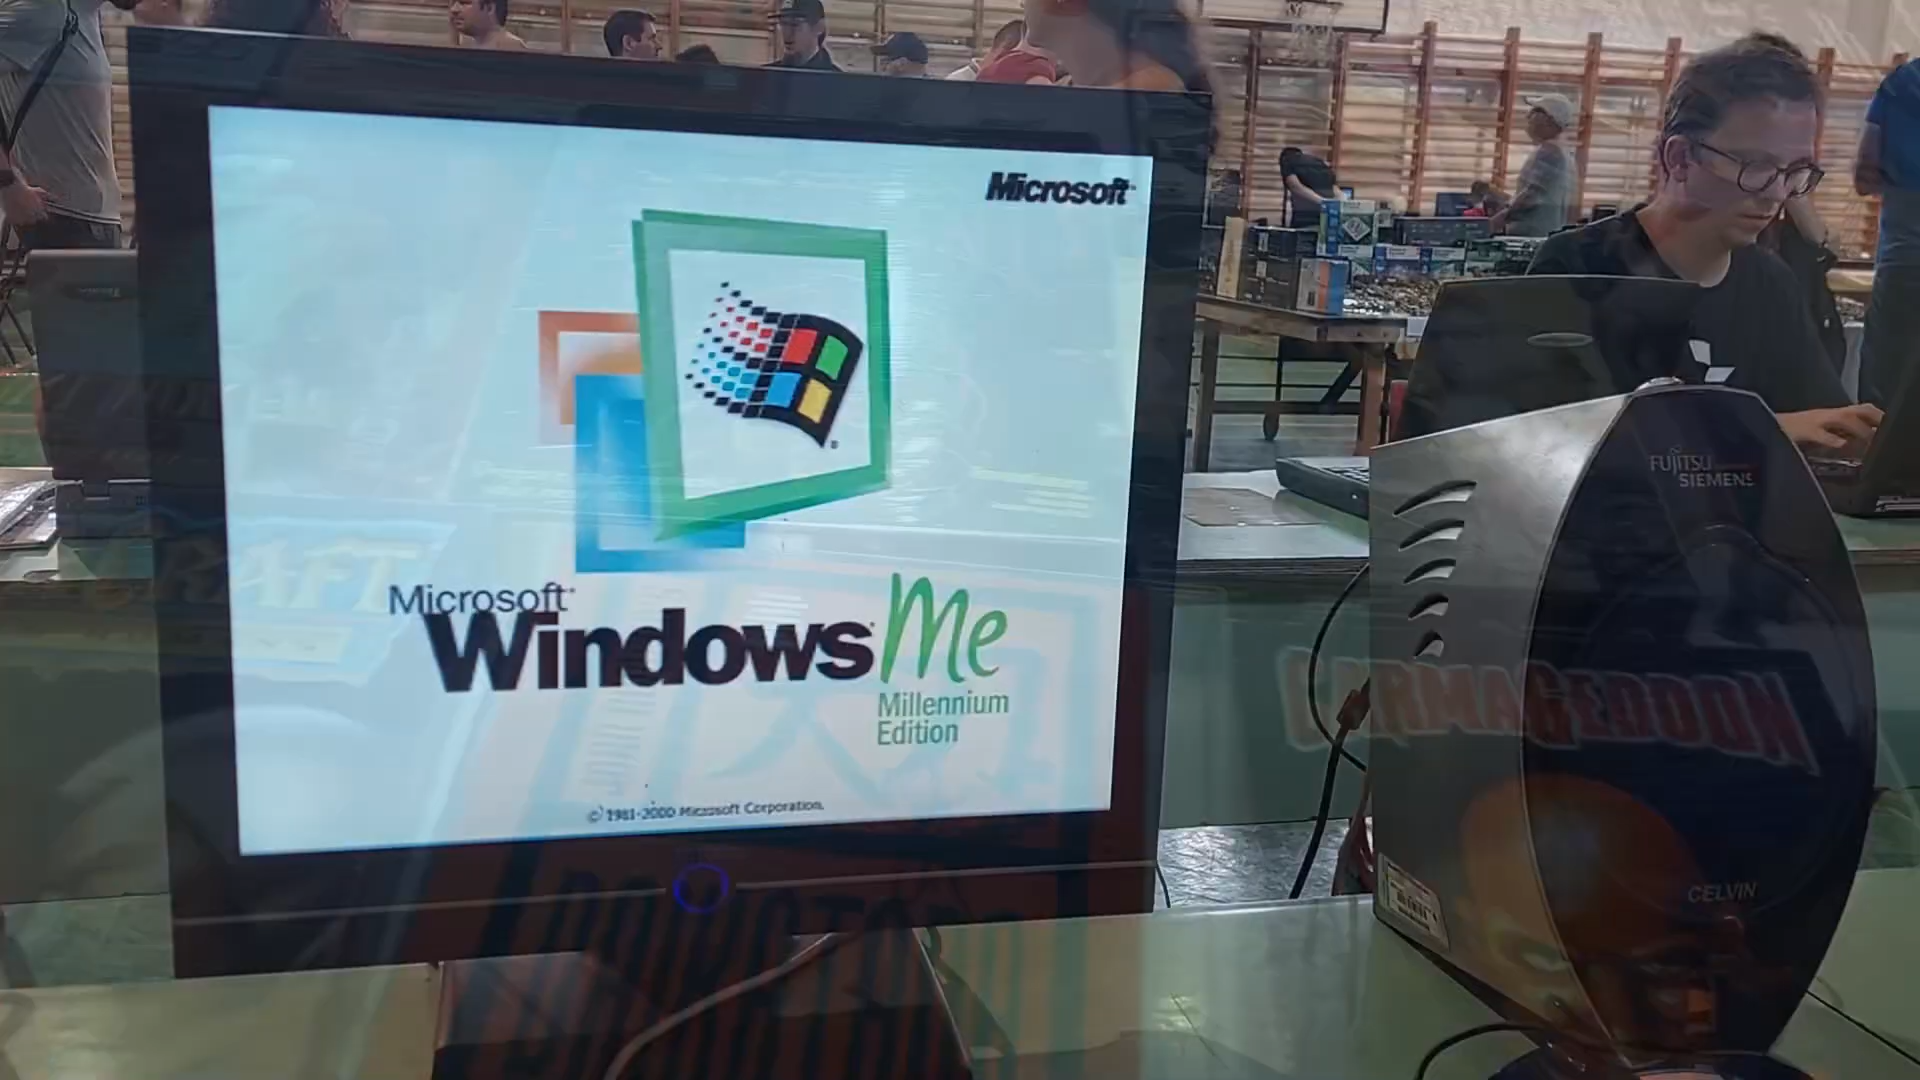 Microsoft
Microsoft
Windows Me
Millennium
Edition
© 1981-2000 Microsoft Corporation.
FUJITSU
SIEMENS
CELVIN
CARMAGEDDON